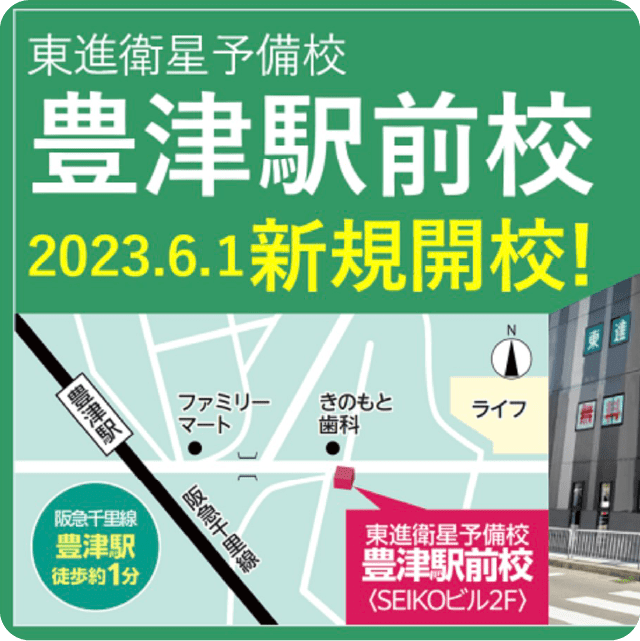 東進衛星予備校
豊津駅前校
2023.6.1新規開校!
N
東進
無料
豊津駅
ファミリー
マート
きのもと
歯科
ライフ
阪急千里線
阪急千里線
豊津駅
徒歩約1分
東進衛星予備校
豊津駅前校
〈SEIKOビル2F〉